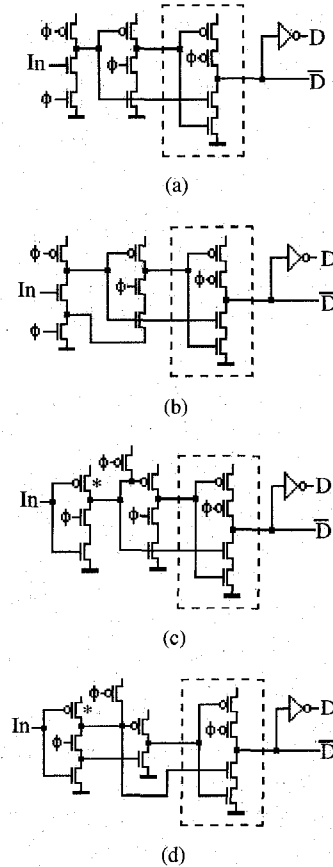 ϕ ϕ D
In ϕ
ϕ ϕ D̅
(a)
ϕ ϕ D
In ϕ
ϕ D̅
(b)
ϕ
* D
In ϕ ϕ ϕ D̅
(c)
ϕ
* ϕ D
In ϕ D̅
(d)